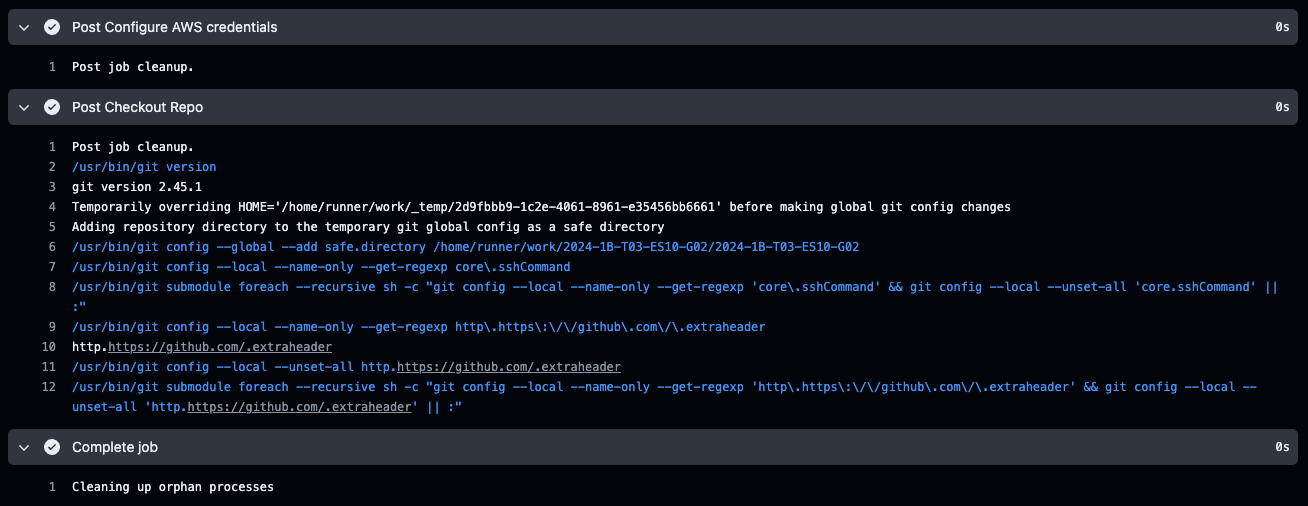 Post Configure AWS credentials 0s
1 Post job cleanup.
Post Checkout Repo 0s
1 Post job cleanup.
2 /usr/bin/git version
3 git version 2.45.1
4 Temporarily overriding HOME='/home/runner/work/_temp/2d9fbbb9-1c2e-4061-8961-e35456bb6661' before making global git config changes
5 Adding repository directory to the temporary git global config as a safe directory
6 /usr/bin/git config --global --add safe.directory /home/runner/work/2024-1B-T03-ES10-G02/2024-1B-T03-ES10-G02
7 /usr/bin/git config --local --name-only --get-regexp core\.sshCommand
8 /usr/bin/git submodule foreach --recursive sh -c "git config --local --name-only --get-regexp 'core\.sshCommand' && git config --local --unset-all 'core.sshCommand' ||
:"
9 /usr/bin/git config --local --name-only --get-regexp http\.https\:\/\/github\.com\/\.extraheader
10 http.https://github.com/.extraheader
11 /usr/bin/git config --local --unset-all http.https://github.com/.extraheader
12 /usr/bin/git submodule foreach --recursive sh -c "git config --local --name-only --get-regexp 'http\.https\:\/\/github\.com\/\.extraheader' && git config --local --
unset-all 'http.https://github.com/.extraheader' || :"
Complete job 0s
1 Cleaning up orphan processes